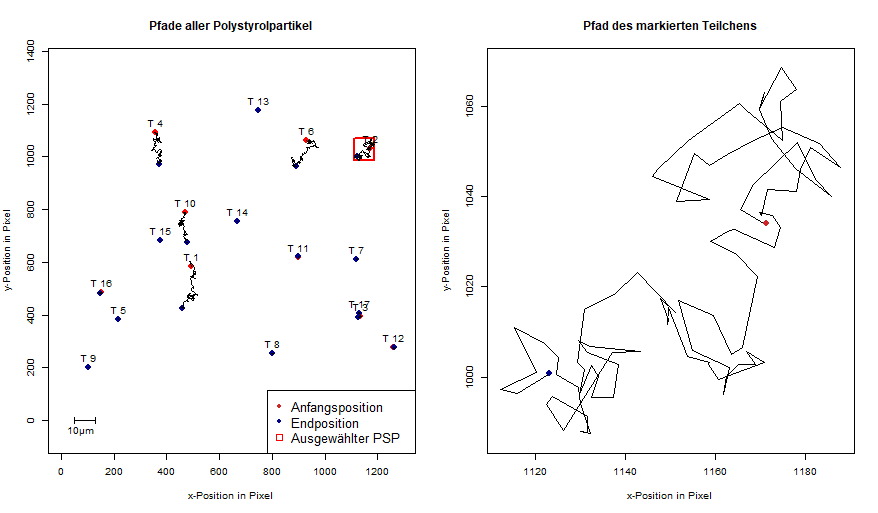 Pfade aller Polystyrolpartikel
1400
1200
1000
800
600
400
200
0
y-Position in Pixel
T 13
T 4
T 6
T 2
T 10
T 14
T 15
T 1
T 11
T 7
T 16
T 5
T 17
T 3
T 12
T 8
T 9
10µm
Anfangsposition
Endposition
Ausgewählter PSP
0 200 400 600 800 1000 1200
x-Position in Pixel
Pfad des markierten Teilchens
1060
1040
1020
1000
y-Position in Pixel
1120 1140 1160 1180
x-Position in Pixel